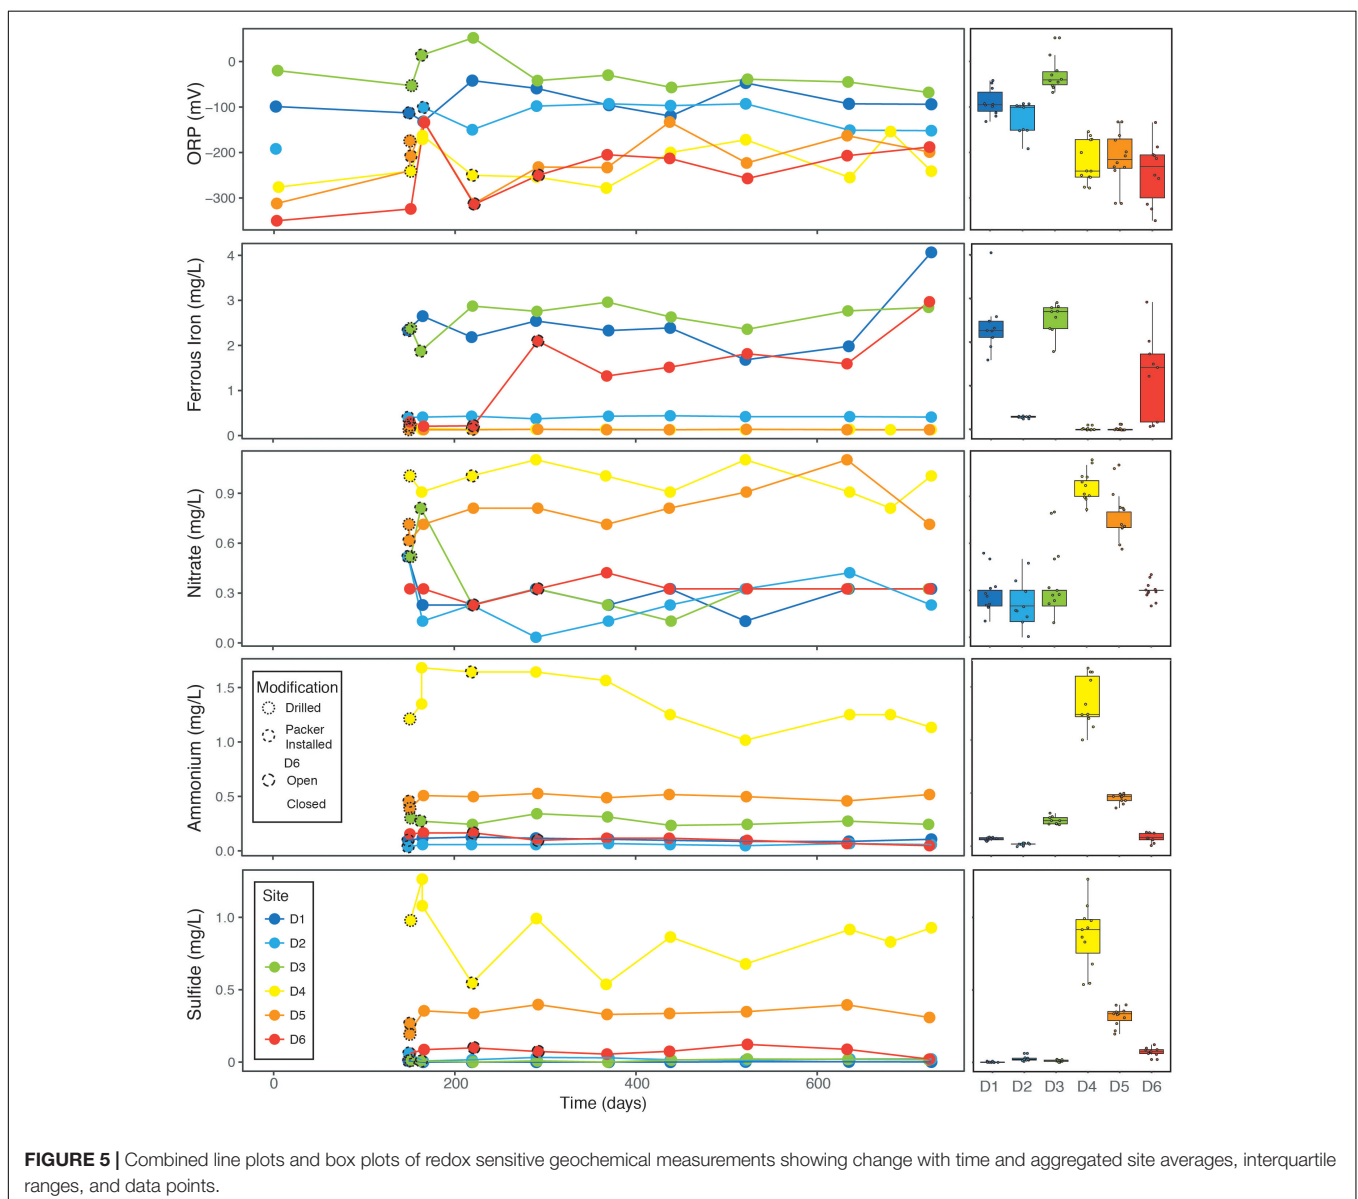 0
−100
−200
−300
ORP (mV)
4
3
2
1
0
Ferrous Iron (mg/L)
0.9
0.6
0.3
0.0
Nitrate (mg/L)
1.5
1.0
0.5
0.0
Ammonium (mg/L)
Modification
Drilled
Packer
Installed
D6
Open
Closed
1.0
0.5
0
Sulfide (mg/L)
Site
D1
D2
D3
D4
D5
D6
0 200 400 600
Time (days)
D1 D2 D3 D4 D5 D6
FIGURE 5 | Combined line plots and box plots of redox sensitive geochemical measurements showing change with time and aggregated site averages, interquartile
ranges, and data points.